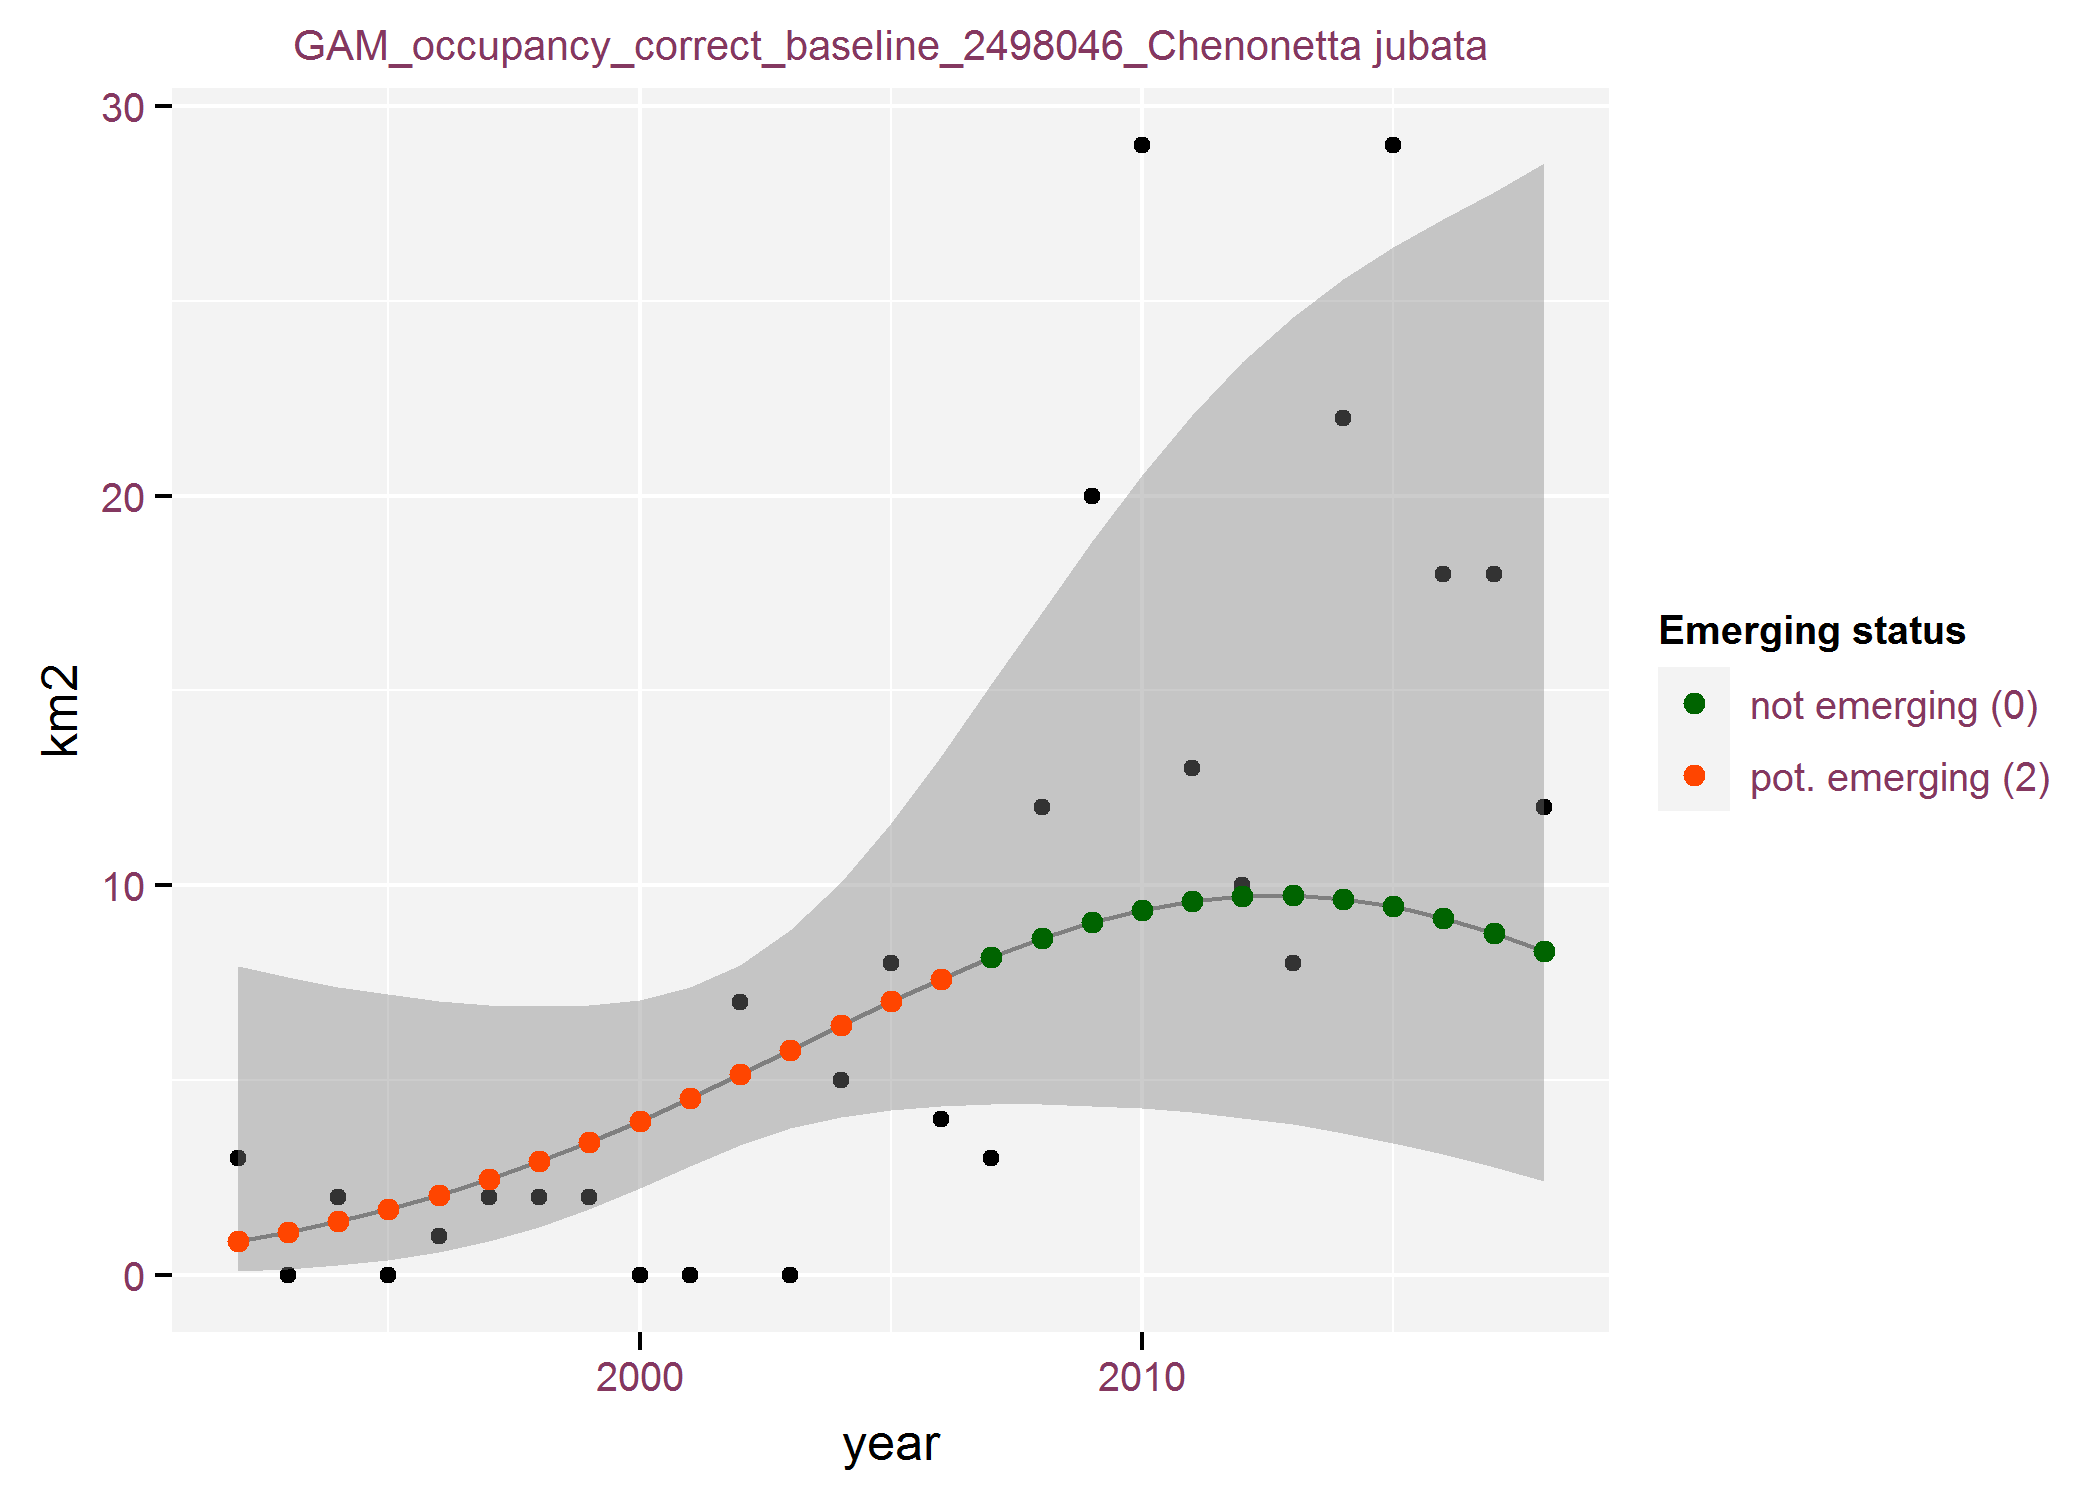 GAM_occupancy_correct_baseline_2498046_Chenonetta jubata
30
20
10
0
km2
2000
2010
year
Emerging status
not emerging (0)
pot. emerging (2)